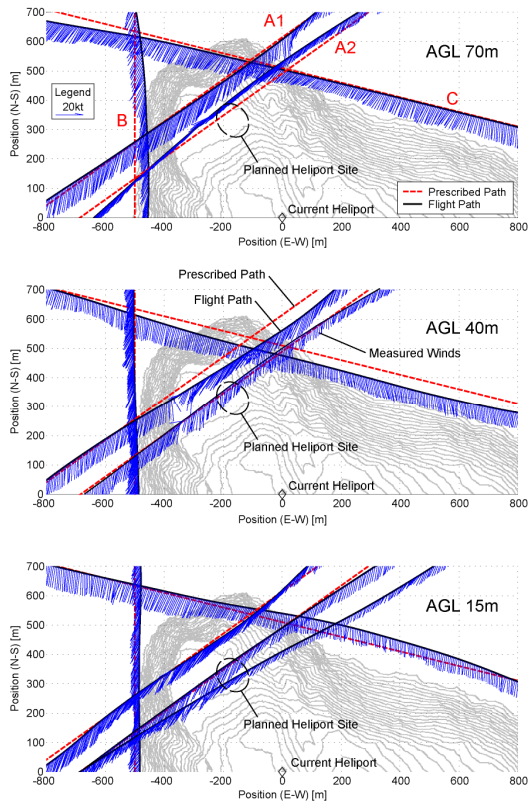 700
600
500
400
300
200
100
0
Position (N-S) [m]
Legend
20kt
A1
A2
AGL 70m
B
C
Planned Heliport Site
Current Heliport
Prescribed Path
Flight Path
-800 -600 -400 -200 0 200 400 600 800
Position (E-W) [m]
Prescribed Path
Flight Path
700
600
500
400
300
200
100
0
Position (N-S) [m]
AGL 40m
Measured Winds
Planned Heliport Site
Current Heliport
-800 -600 -400 -200 0 200 400 600 800
Position (E-W) [m]
700
600
500
400
300
200
100
0
Position (N-S) [m]
AGL 15m
Planned Heliport Site
Current Heliport
-800 -600 -400 -200 0 200 400 600 800
Position (E-W) [m]